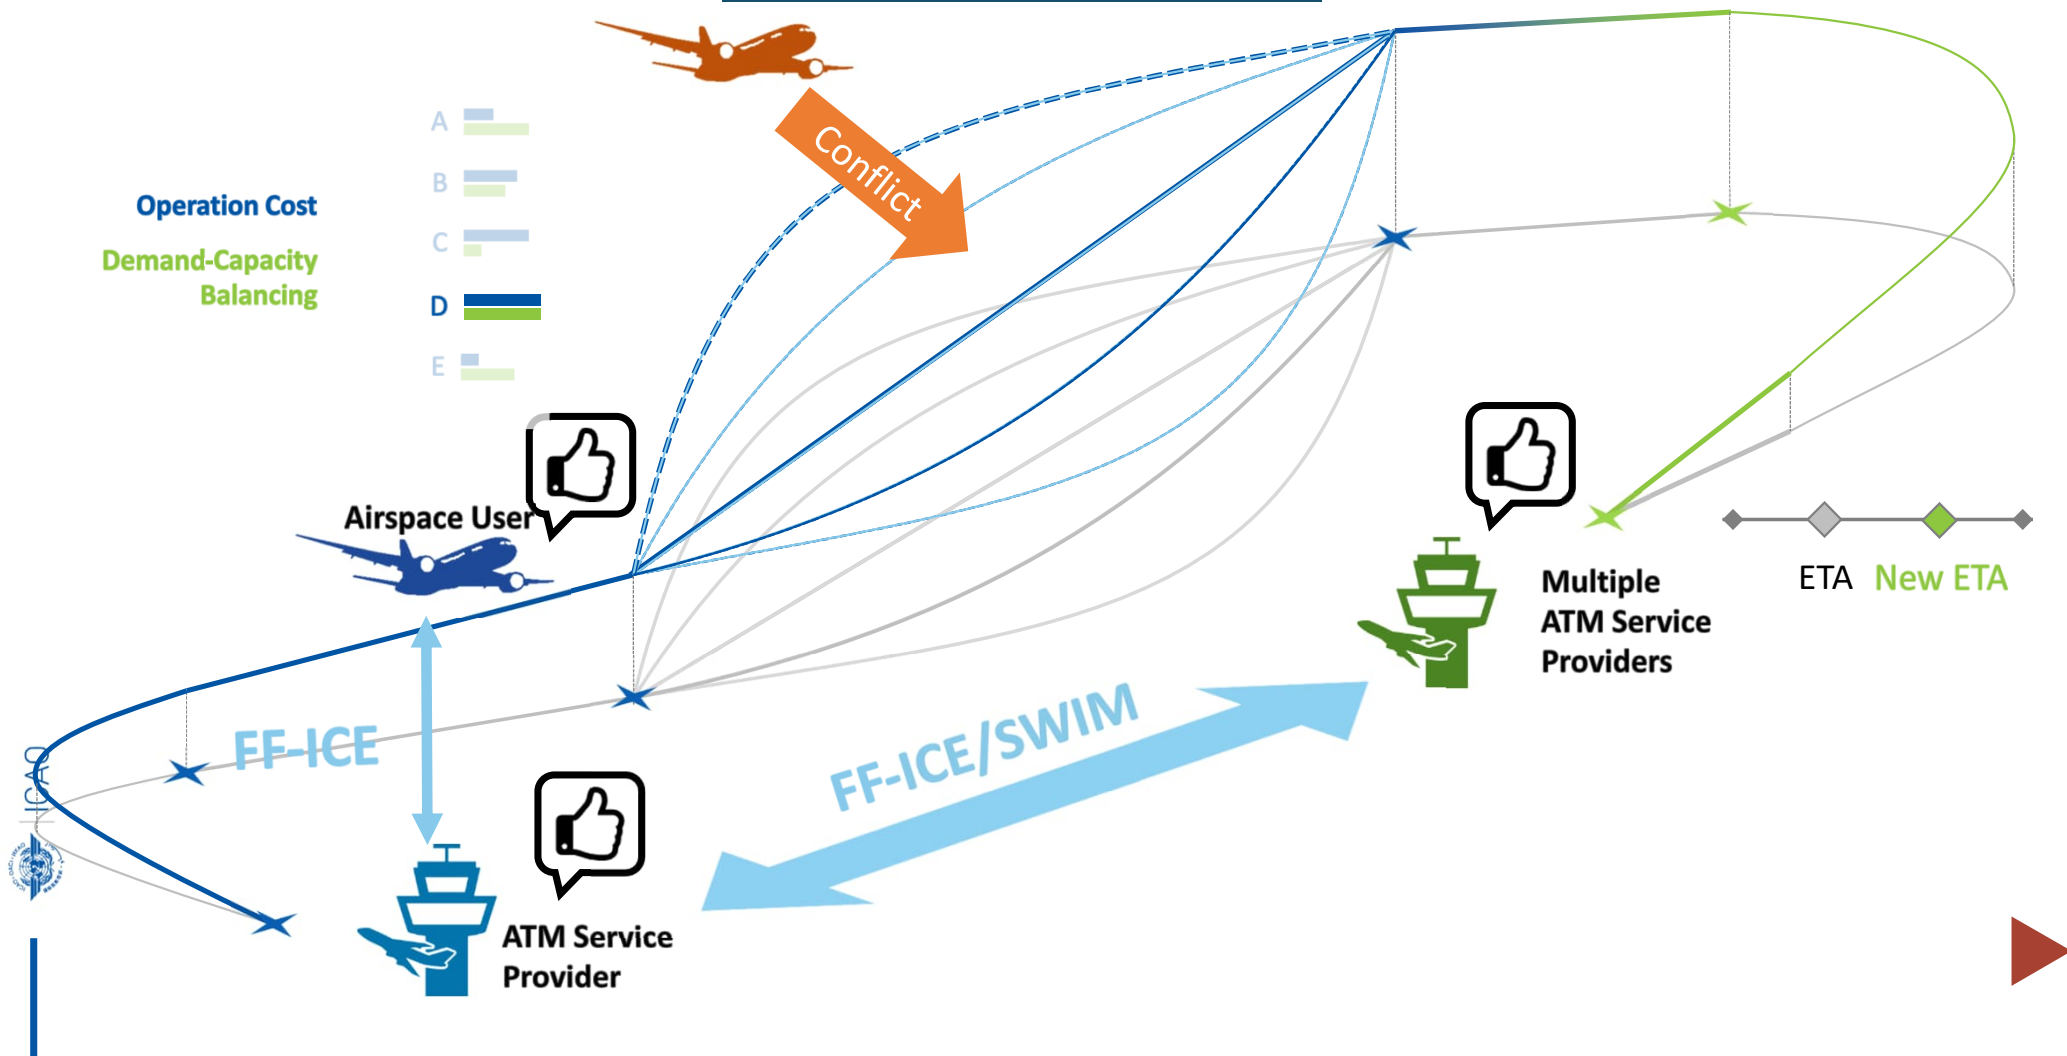 Conflict
A
B
Operation Cost
C
Demand-Capacity
Balancing
D
E
Airspace User
ETA
New ETA
Multiple
ATM Service
Providers
FF-ICE
FF-ICE/SWIM
ICAO
ATM Service
Provider